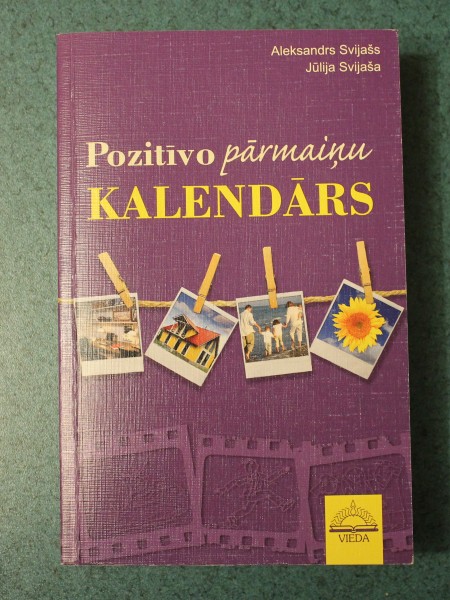 Aleksandrs Svijašs
Jūlija Svijaša
Pozitīvo pārmaiņu
KALENDĀRS
VIEDA